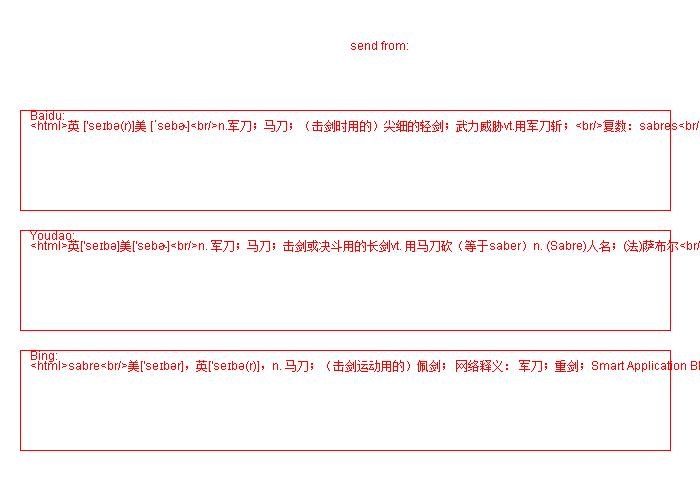 send from:
Baidu:
<html>英 ['seɪbə(r)]美 [ˈsebɚ]<br/>n.军刀；马刀；（击剑时用的）尖细的轻剑；武力威胁vt.用军刀斩；<br/>复数：sabres<br/
Youdao:
<html>英['seɪbə]美['sebɚ]<br/>n. 军刀；马刀；击剑或决斗用的长剑vt. 用马刀砍（等于saber）n. (Sabre)人名；(法)萨布尔<br/
Bing:
<html>sabre<br/>美['seɪbər]，英['seɪbə(r)]，n. 马刀；（击剑运动用的）佩剑； 网络释义： 军刀；重剑；Smart Application Bl